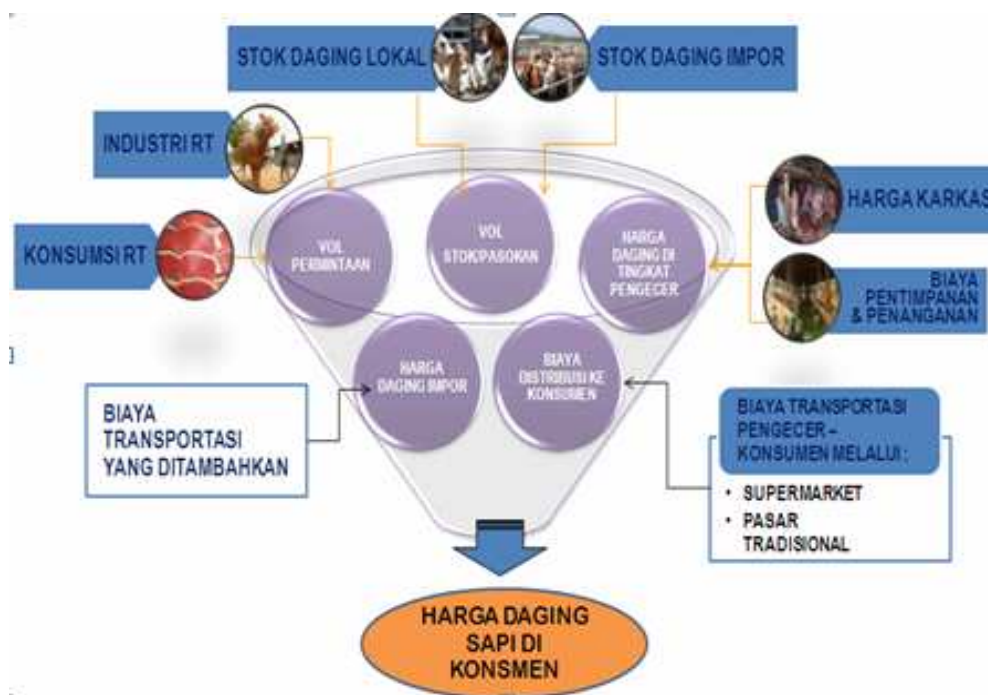 STOK DAGING LOKAL
STOK DAGING IMPOR
INDUSTRI RT
HARGA KARKAS
KONSUMSI RT
VOL
PERMINTAAN
VOL
STOK/PASOKAN
HARGA
DAGING DI
TINGKAT
PENGECER
BIAYA
PENTIMPANAN
& PENANGANAN
HARGA
DAGING IMPOR
BIAYA
DISTRIBUSI KE
KONSUMEN
BIAYA
TRANSPORTASI
YANG DITAMBAHKAN
BIAYA TRANSPORTASI
PENGECER –
KONSUMEN MELALUI :
• SUPERMARKET
• PASAR
TRADISIONAL
HARGA DAGING
SAPI DI
KONSMEN